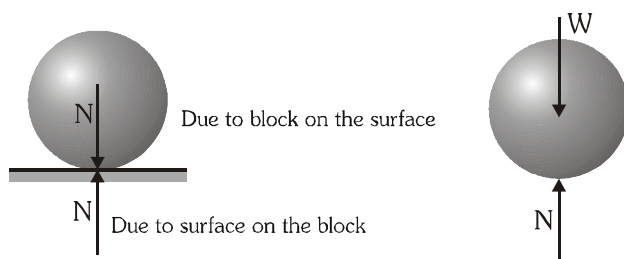 W
N
Due to block on the surface
N
Due to surface on the block
N